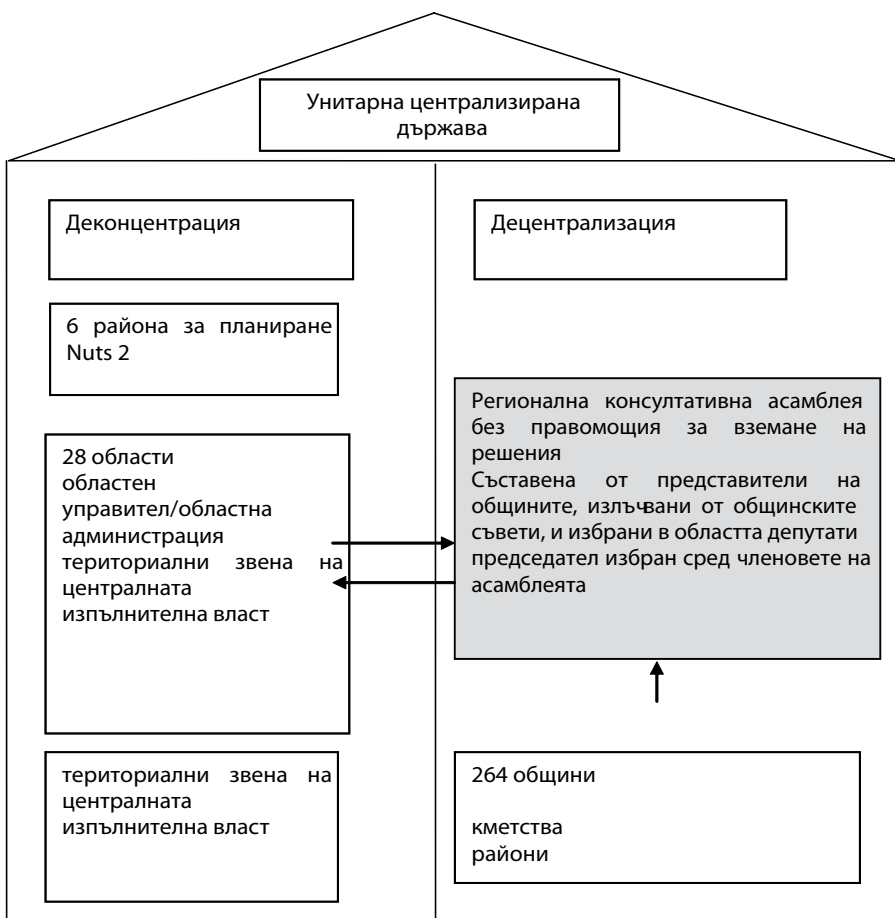 Унитарна централизирана
държава
Деконцентрация
Децентрализация
6 района за планиране
Nuts 2
Регионална консултативна асамблея
без правомощия за вземане на
решения
Съставена от представители на
общините, излъчвани от общинските
съвети, и избрани в областта депутати
председател избран сред членовете на
асамблеята
28 области
областен
управител/областна
администрация
териториални звена на
централната
изпълнителна власт
териториални звена на
централната
изпълнителна власт
264 общини
кметства
райони